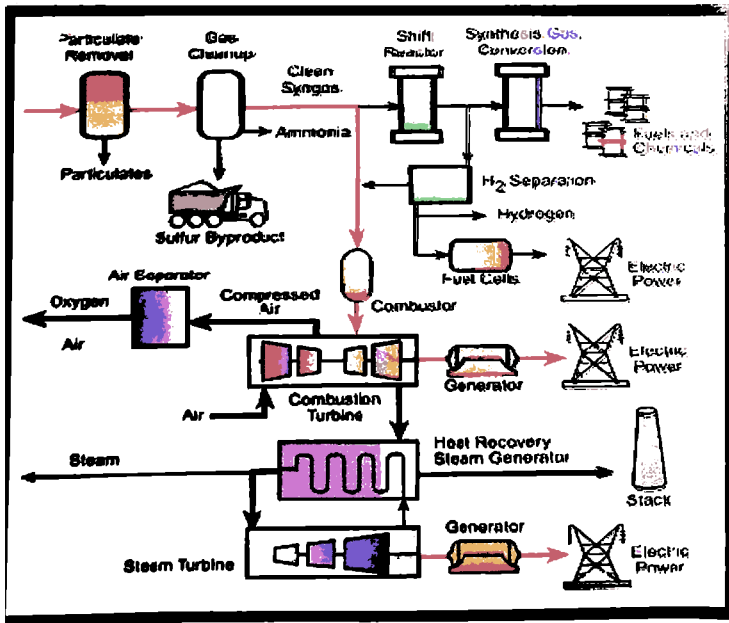 Particulate
Removal
Gas
Cleanup
Shift
Reactor
Synthesis Gas
Conversion
Clean
Syngas
Ammonia
Fuels and
Chemicals
Particulates
H2 Separation
Hydrogen
Sulfur Byproduct
Fuel Cells
Electric
Power
Air Separator
Oxygen
Compressed
Air
Combustor
Air
Electric
Power
Generator
Air
Combustion
Turbine
Steam
Heat Recovery
Steam Generator
Stack
Generator
Steam Turbine
Electric
Power